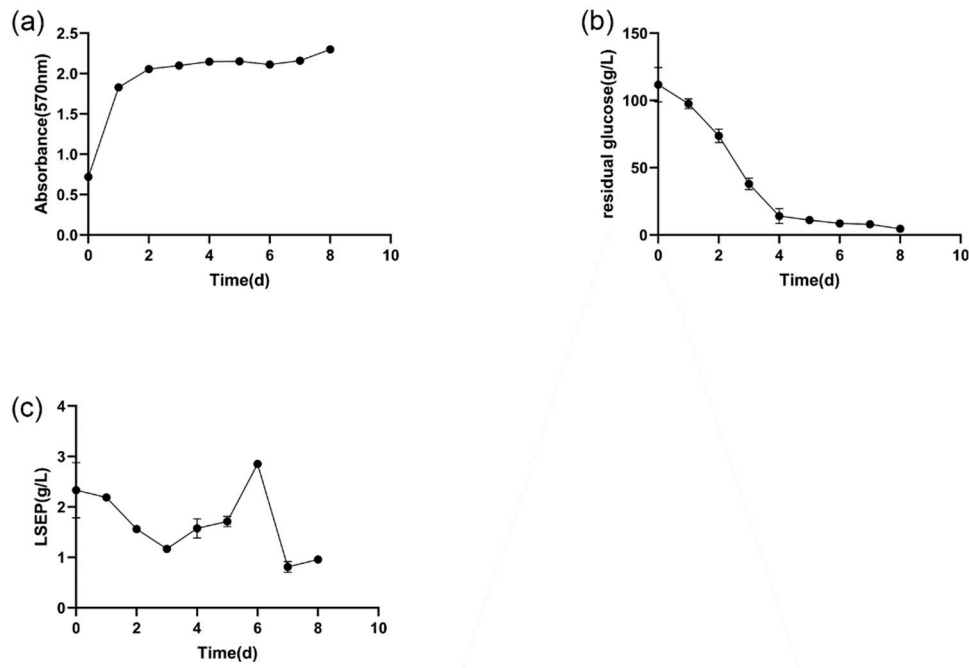 (a)
Absorbance(570nm)
2.5
2.0
1.5
1.0
0.5
0.0
0 2 4 6 8 10
Time(d)
(b)
residual glucose(g/L)
150
100
50
0
0 2 4 6 8 10
Time(d)
(c)
LSEP(g/L)
4
3
2
1
0
0 2 4 6 8 10
Time(d)